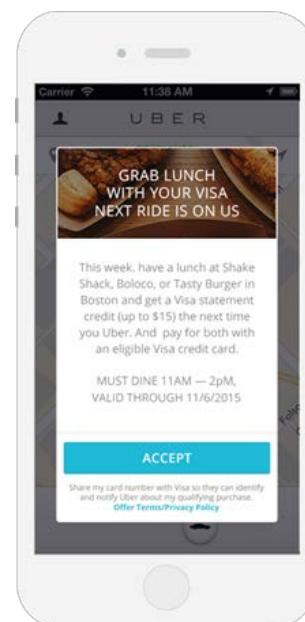 Carrier 11:38 AM
UBER
GRAB LUNCH
WITH YOUR VISA
NEXT RIDE IS ON US
This week. have a lunch at Shake
Shack, Boloco, or Tasty Burger in
Boston and get a Visa statement
credit (up to $15) the next time
you Uber. And pay for both with
an eligible Visa credit card.
MUST DINE 11AM — 2pM,
VALID THROUGH 11/6/2015
ACCEPT
Share my card number with Visa so they can identify
and notify Uber about my qualifying purchase.
Offer Terms/Privacy Policy